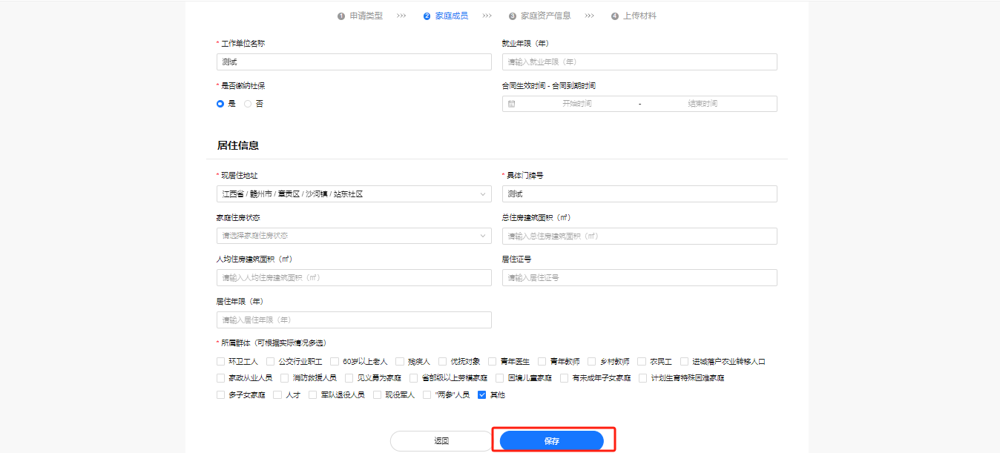 1 申请类型 >>> 2 家庭成员 >>> 3 家庭资产信息 >>> 4 上传材料
* 工作单位名称 就业年限（年）
测试 请输入就业年限（年）
* 是否缴纳社保 合同生效时间 - 合同到期时间
是 否 开始时间 - 结束时间
居住信息
* 现居住地址 * 具体门牌号
江西省 / 赣州市 / 章贡区 / 沙河镇 / 站东社区 测试
家庭住房状态 总住房建筑面积（㎡）
请选择家庭住房状态 请输入总住房建筑面积（㎡）
人均住房建筑面积（㎡） 居住证号
请输入人均住房建筑面积（㎡） 请输入居住证号
居住年限（年）
请输入居住年限（年）
* 所属群体（可根据实际情况多选）
环卫工人 公交行业职工 60岁以上老人 残疾人 优抚对象 青年医生 青年教师 乡村教师 农民工 进城落户农业转移人口
家政从业人员 消防救援人员 见义勇为家庭 省部级以上劳模家庭 困境儿童家庭 有未成年子女家庭 计划生育特殊困难家庭
多子女家庭 人才 军队退役人员 现役军人 “两参”人员 其他
返回 保存